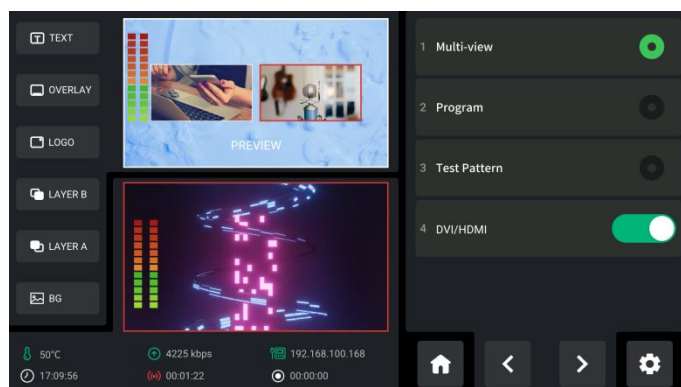 TEXT
OVERLAY
LOGO
LAYER B
LAYER A
BG
PREVIEW
50°C
4225 kbps
192.168.100.168
17:09:56
00:01:22
00:00:00
1 Multi-view
2 Program
3 Test Pattern
4 DVI/HDMI